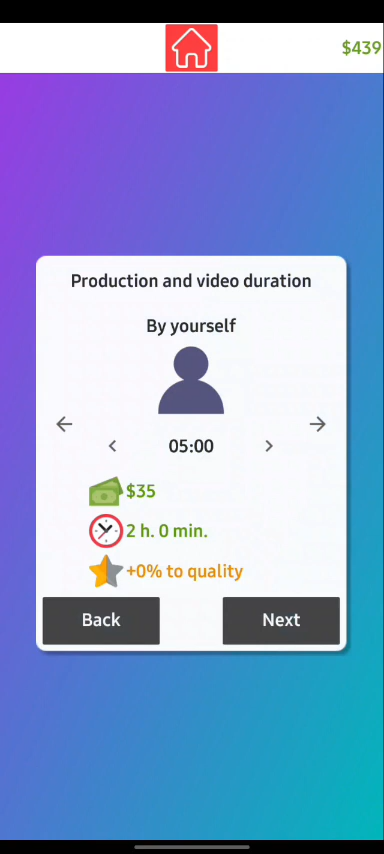 $439
Production and video duration
By yourself
05:00
$35
2 h. 0 min.
+0% to quality
Back
Next